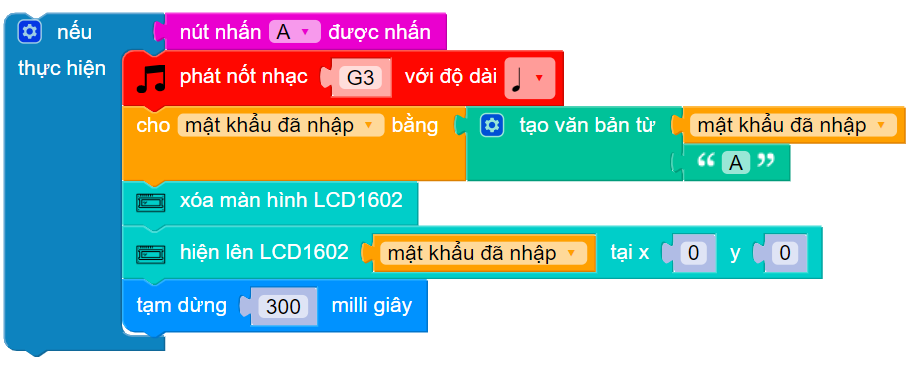 nếu nút nhấn A được nhấn
thực hiện phát nốt nhạc G3 với độ dài
cho mật khẩu đã nhập bằng tạo văn bản từ mật khẩu đã nhập
“ A ”
xóa màn hình LCD1602
hiện lên LCD1602 mật khẩu đã nhập tại x 0 y 0
tạm dừng 300 milli giây